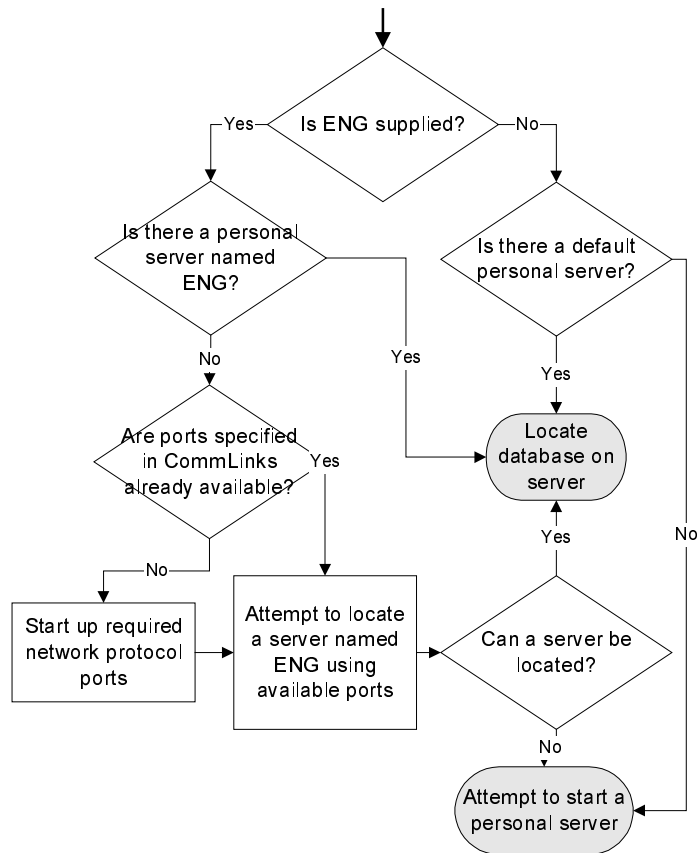 Is ENG supplied?
Yes
No
Is there a personal
server named
ENG?
Is there a default
personal server?
Yes
No
Yes
Locate
database on
server
Are ports specified
in CommLinks
already available?
Yes
No
Yes
No
Start up required
network protocol
ports
Attempt to locate
a server named
ENG using
available ports
Can a server be
located?
No
Attempt to start a
personal server